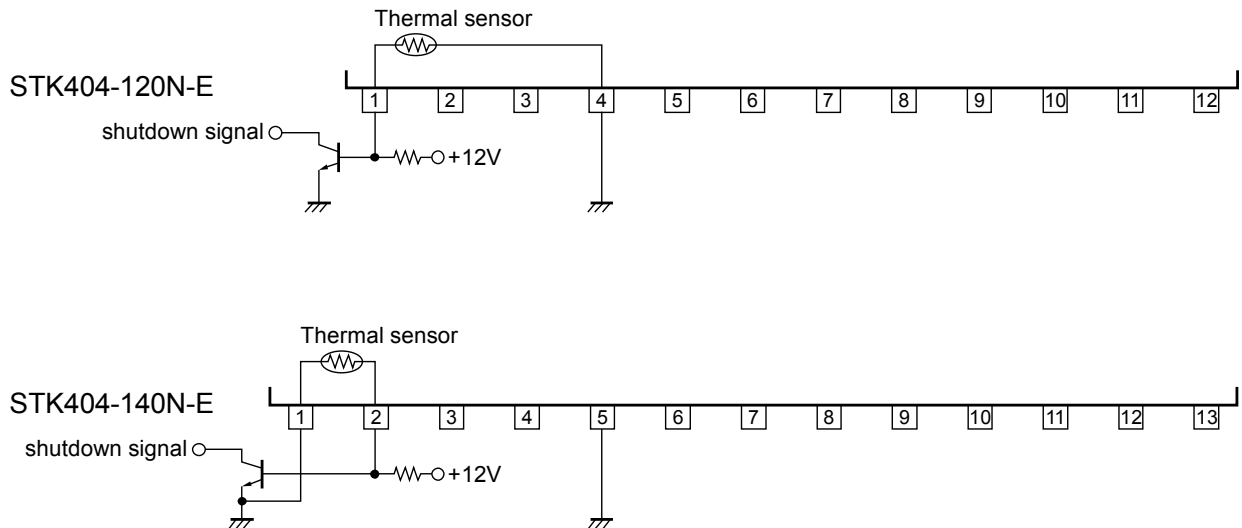 Thermal sensor
STK404-120N-E
1 2 3 4 5 6 7 8 9 10 11 12
shutdown signal
+12V
Thermal sensor
STK404-140N-E
1 2 3 4 5 6 7 8 9 10 11 12 13
shutdown signal
+12V